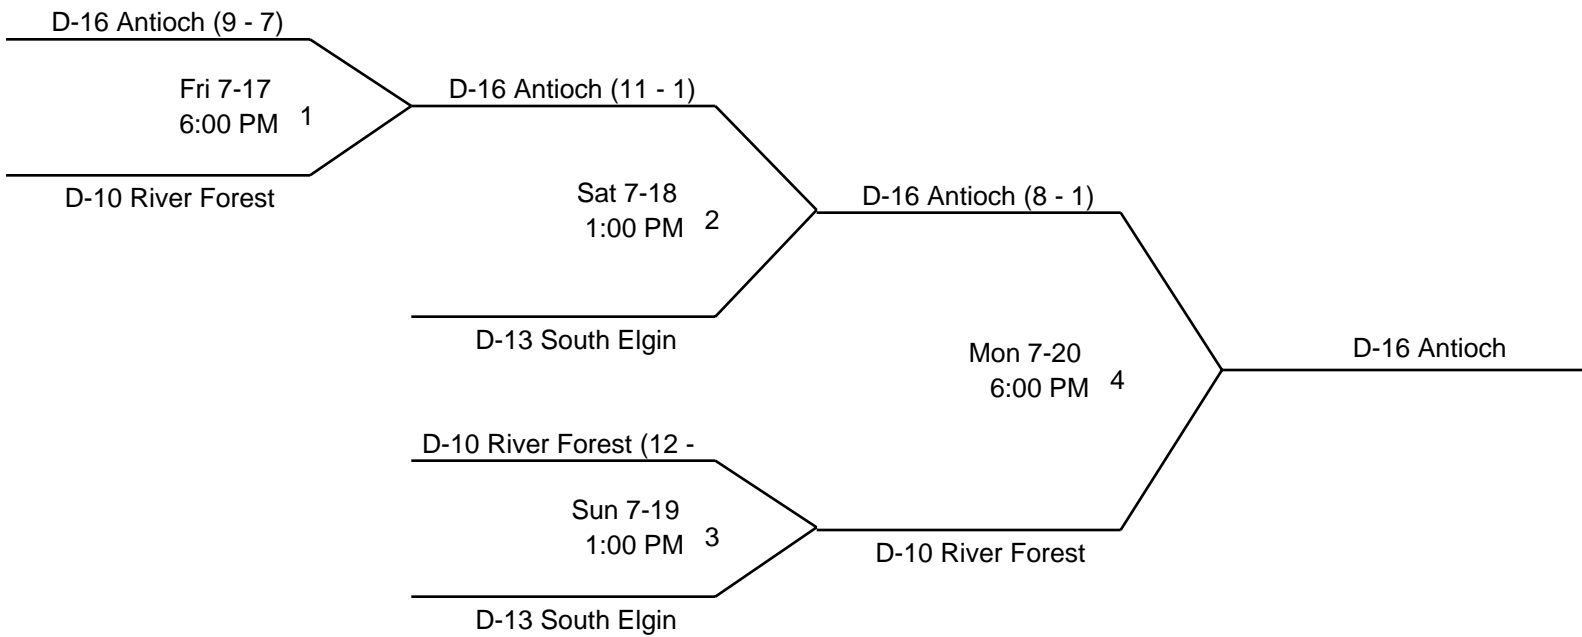 D-16 Antioch (9 - 7)
Fri 7-17
6:00 PM 1
D-10 River Forest
D-16 Antioch (11 - 1)
Sat 7-18
1:00 PM 2
D-13 South Elgin
D-16 Antioch (8 - 1)
Mon 7-20
6:00 PM 4
D-16 Antioch
D-10 River Forest (12 -
Sun 7-19
1:00 PM 3
D-10 River Forest
D-13 South Elgin